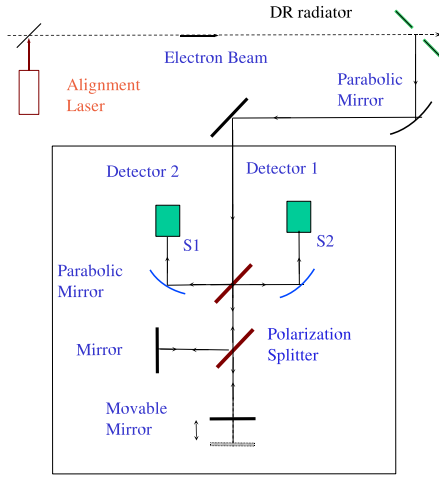 DR radiator
Electron Beam
Alignment
Laser
Parabolic
Mirror
Detector 2
Detector 1
S1
S2
Parabolic
Mirror
Polarization
Splitter
Mirror
Movable
Mirror